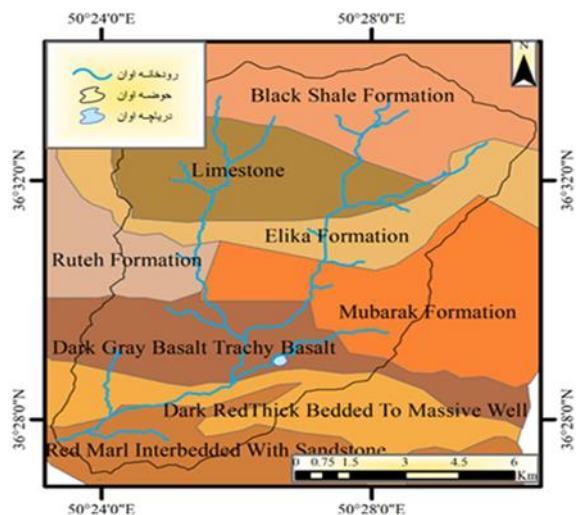 50°24'0"E
50°28'0"E
رودخانه اوان
حوضه اوان
دریاچه اوان
N
Black Shale Formation
36°32'0"N
36°32'0"N
Limestone
Elika Formation
Ruteh Formation
Mubarak Formation
Dark Gray Basalt Trachy Basalt
Dark RedThick Bedded To Massive Well
36°28'0"N
36°28'0"N
Red Marl Interbedded With Sandstone
0 0.75 1.5 3 4.5 6
Km
50°24'0"E
50°28'0"E